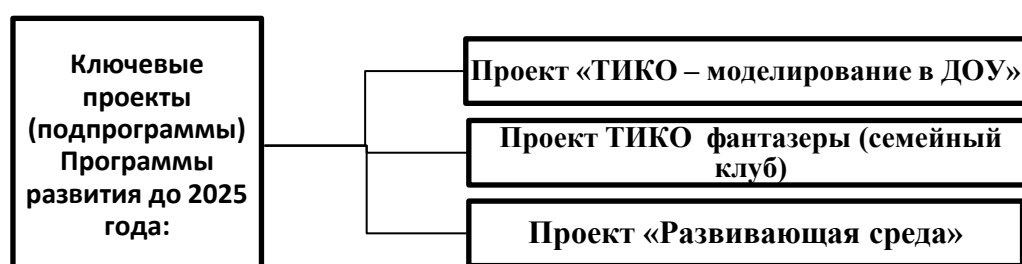 Ключевые
проекты
(подпрограммы)
Программы
развития до 2025
года:
Проект «ТИКО – моделирование в ДОУ»
Проект ТИКО фантазеры (семейный
клуб)
Проект «Развивающая среда»